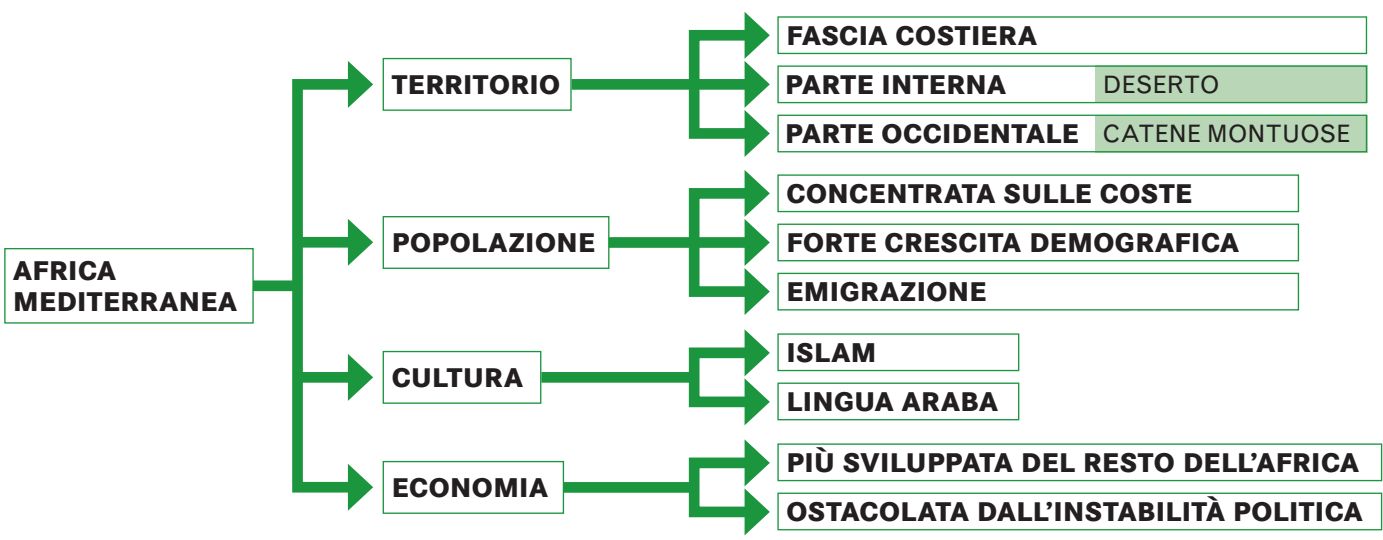 AFRICA
MEDITERRANEA
TERRITORIO
FASCIA COSTIERA
PARTE INTERNA DESERTO
PARTE OCCIDENTALE CATENE MONTUOSE
POPOLAZIONE
CONCENTRATA SULLE COSTE
FORTE CRESCITA DEMOGRAFICA
EMIGRAZIONE
CULTURA
ISLAM
LINGUA ARABA
ECONOMIA
PIÙ SVILUPPATA DEL RESTO DELL’AFRICA
OSTACOLATA DALL’INSTABILITÀ POLITICA